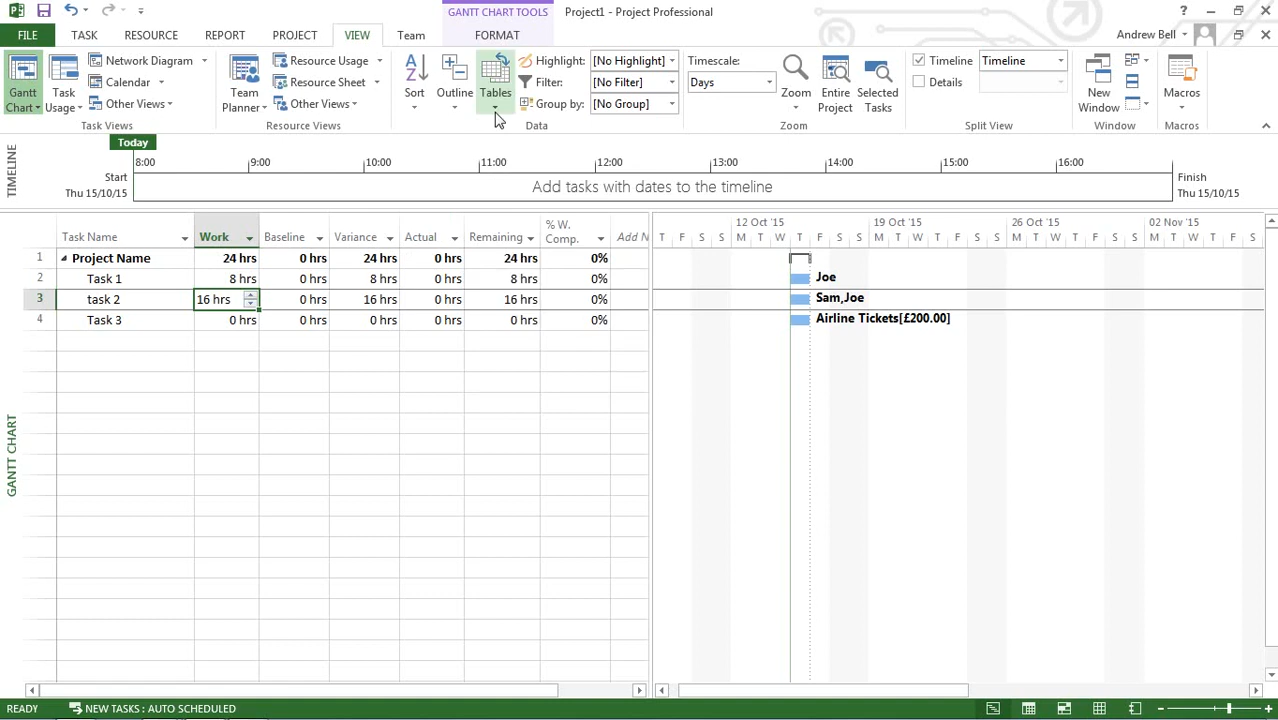 GANTT CHART TOOLS
Project1 - Project Professional
FILE TASK RESOURCE REPORT PROJECT VIEW Team FORMAT
Andrew Bell
Gantt Chart
Task Usage
Network Diagram
Calendar
Other Views
Task Views
Team Planner
Resource Usage
Resource Sheet
Other Views
Resource Views
Sort
Outline
Tables
Highlight: [No Highlight]
Filter: [No Filter]
Group by: [No Group]
Data
Timescale:
Days
Zoom
Entire Project
Selected Tasks
Zoom
Timeline Timeline
Details
Split View
New Window
Window
Macros
Macros
TIMELINE
Today
8:00 9:00 10:00 11:00 12:00 13:00 14:00 15:00 16:00
Start
Thu 15/10/15
Add tasks with dates to the timeline
Finish
Thu 15/10/15
GANTT CHART
Task Name Work Baseline Variance Actual Remaining % W. Comp. Add N
1 Project Name 24 hrs 0 hrs 24 hrs 0 hrs 24 hrs 0%
2 Task 1 8 hrs 0 hrs 8 hrs 0 hrs 8 hrs 0%
3 task 2 16 hrs 0 hrs 16 hrs 0 hrs 16 hrs 0%
4 Task 3 0 hrs 0 hrs 0 hrs 0 hrs 0 hrs 0%
12 Oct '15 19 Oct '15 26 Oct '15 02 Nov '15
T F S S M T W T F S S M T W T F S S M T W T F S S M T W T F S
Joe
Sam,Joe
Airline Tickets[£200.00]
READY NEW TASKS : AUTO SCHEDULED